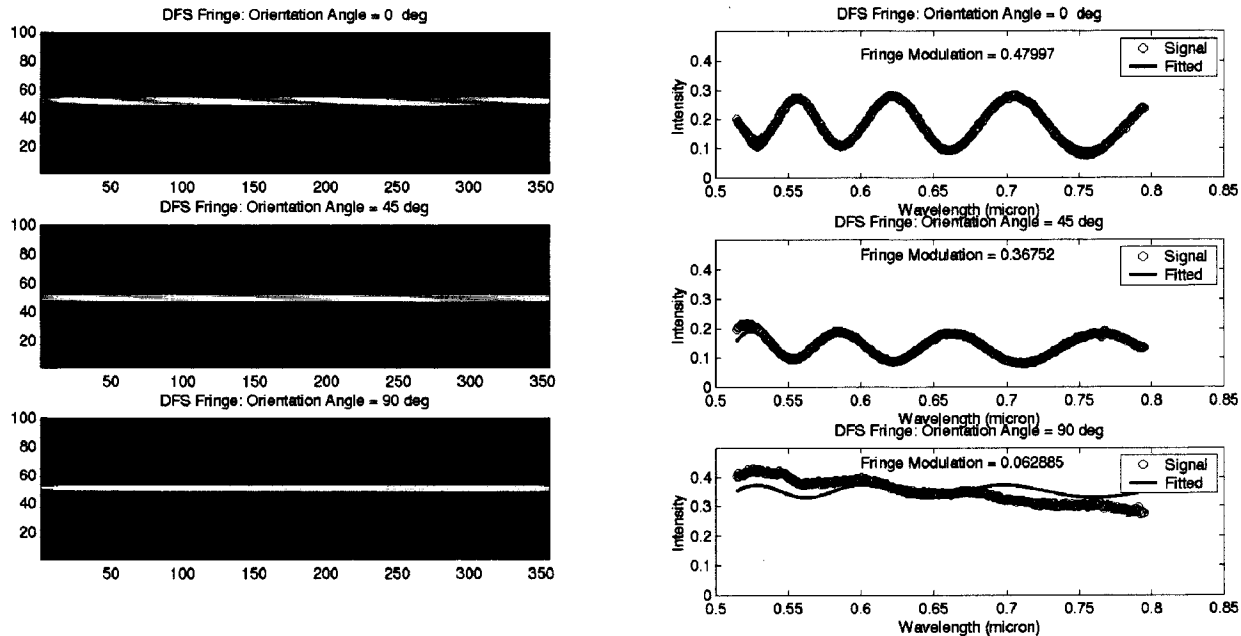 DFS Fringe: Orientation Angle = 0 deg
100
80
60
40
20
50 100 150 200 250 300 350
DFS Fringe: Orientation Angle = 45 deg
100
80
60
40
20
50 100 150 200 250 300 350
DFS Fringe: Orientation Angle = 90 deg
100
80
60
40
20
50 100 150 200 250 300 350
DFS Fringe: Orientation Angle = 0 deg
Fringe Modulation = 0.47997
Signal
Fitted
Intensity
0.4
0.3
0.2
0.1
0
0.5 0.55 0.6 0.65 0.7 0.75 0.8 0.85
Wavelength (micron)
DFS Fringe: Orientation Angle = 45 deg
Fringe Modulation = 0.36752
Signal
Fitted
Intensity
0.4
0.3
0.2
0.1
0
0.5 0.55 0.6 0.65 0.7 0.75 0.8 0.85
Wavelength (micron)
DFS Fringe: Orientation Angle = 90 deg
Fringe Modulation = 0.062885
Signal
Fitted
Intensity
0.4
0.3
0.2
0.1
0
0.5 0.55 0.6 0.65 0.7 0.75 0.8 0.85
Wavelength (micron)